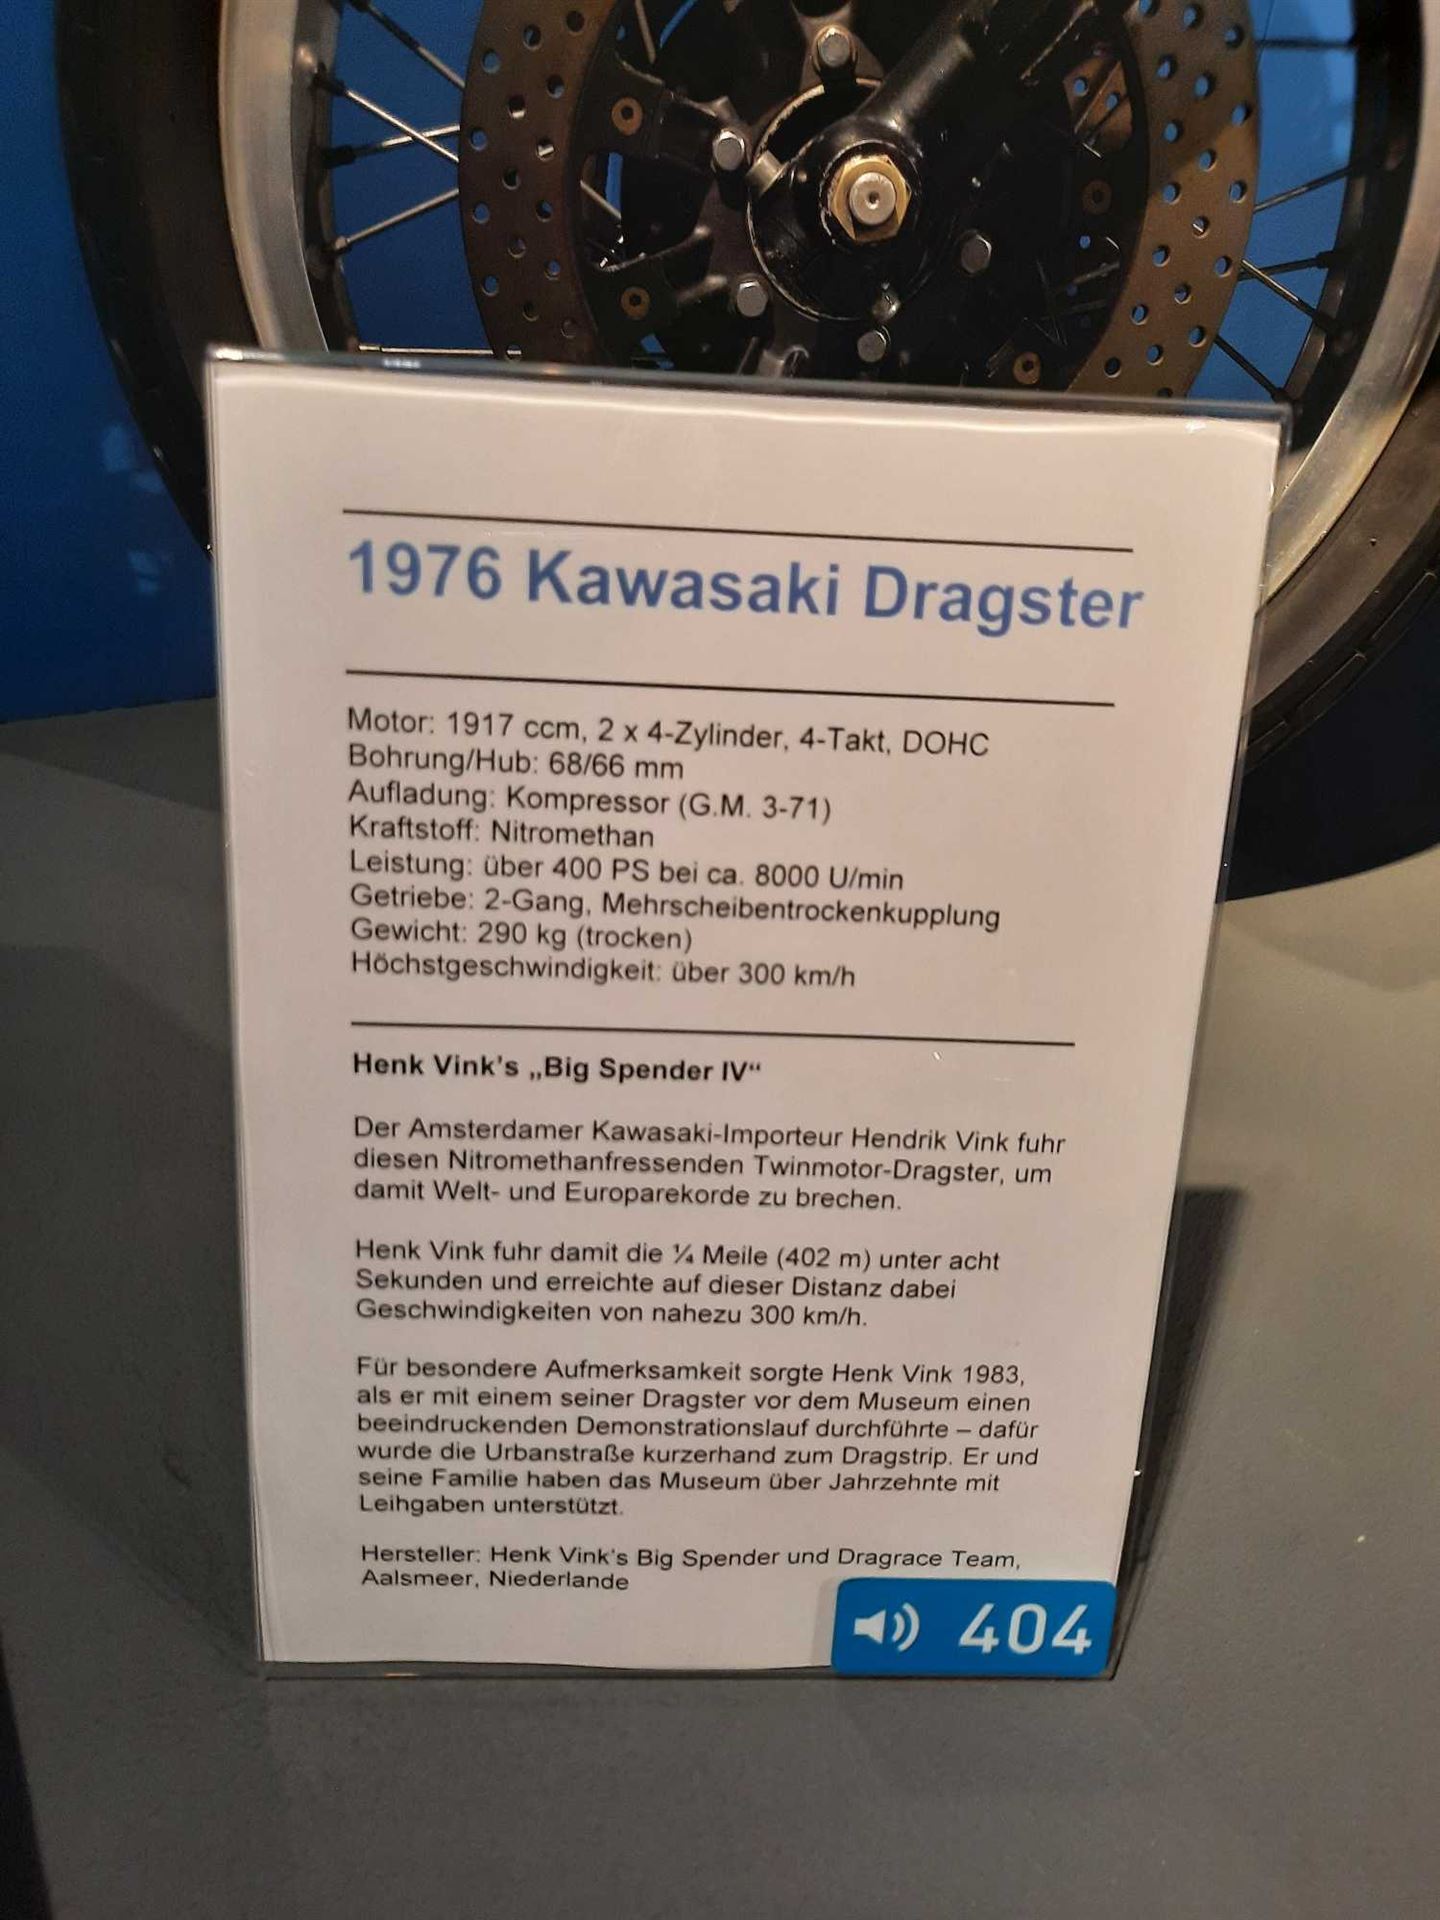 1976 Kawasaki Dragster
Motor: 1917 ccm, 2 x 4-Zylinder, 4-Takt, DOHC
Bohrung/Hub: 68/66 mm
Aufladung: Kompressor (G.M. 3-71)
Kraftstoff: Nitromethan
Leistung: über 400 PS bei ca. 8000 U/min
Getriebe: 2-Gang, Mehrscheibentrockenkupplung
Gewicht: 290 kg (trocken)
Höchstgeschwindigkeit: über 300 km/h
Henk Vink's „Big Spender IV“
Der Amsterdamer Kawasaki-Importeur Hendrik Vink fuhr
diesen Nitromethanfressenden Twinmotor-Dragster, um
damit Welt- und Europarekorde zu brechen.
Henk Vink fuhr damit die ¼ Meile (402 m) unter acht
Sekunden und erreichte auf dieser Distanz dabei
Geschwindigkeiten von nahezu 300 km/h.
Für besondere Aufmerksamkeit sorgte Henk Vink 1983,
als er mit einem seiner Dragster vor dem Museum einen
beeindruckenden Demonstrationslauf durchführte – dafür
wurde die Urbanstraße kurzerhand zum Dragstrip. Er und
seine Familie haben das Museum über Jahrzehnte mit
Leihgaben unterstützt.
Hersteller: Henk Vink's Big Spender und Dragrace Team,
Aalsmeer, Niederlande
404